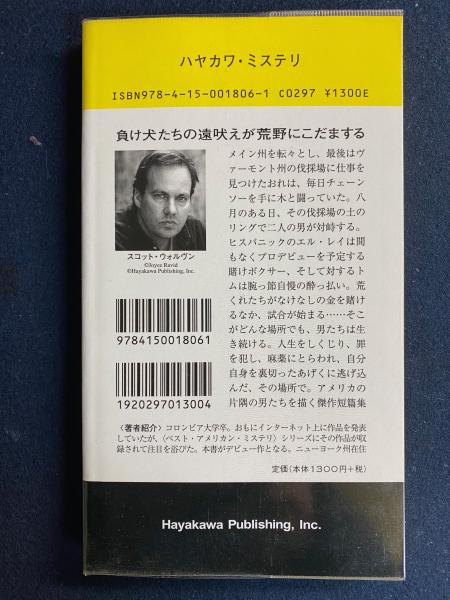 ハヤカワ・ミステリ
ISBN978-4-15-001806-1 C0297 ¥1300E
負け犬たちの遠吠えが荒野にこだまする
スコット・ウォルヴン
©Joyce Ravid
©Hayakawa Publishing, Inc.
メイン州を転々とし、最後はヴ
ァーモント州の伐採場に仕事を
見つけたおれは、毎日チェーン
ソーを手に木と闘っていた。八
月のある日、その伐採場の土の
リングで二人の男が対峙する。
ヒスパニックのエル・レイは間
もなくプロデビューを予定する
賭けボクサー、そして対するト
ムは腕っ節自慢の酔っ払い。荒
くれたちがなけなしの金を賭け
るなか、試合が始まる……そこ
がどんな場所でも、男たちは生
き続ける。人生をしくじり、罪
を犯し、麻薬にとらわれ、自分
自身を裏切ったあげくに逃げ込
んだ、その場所で。アメリカの
片隅の男たちを描く傑作短篇集
9784150018061
1920297013004
〈著者紹介〉コロンビア大学卒。おもにインターネット上に作品を発表
していたが、〈ベスト・アメリカン・ミステリ〉シリーズにその作品が収
録されて注目を浴びた。本書がデビュー作となる。ニューヨーク州在住
定価（本体1300円+税）
Hayakawa Publishing, Inc.